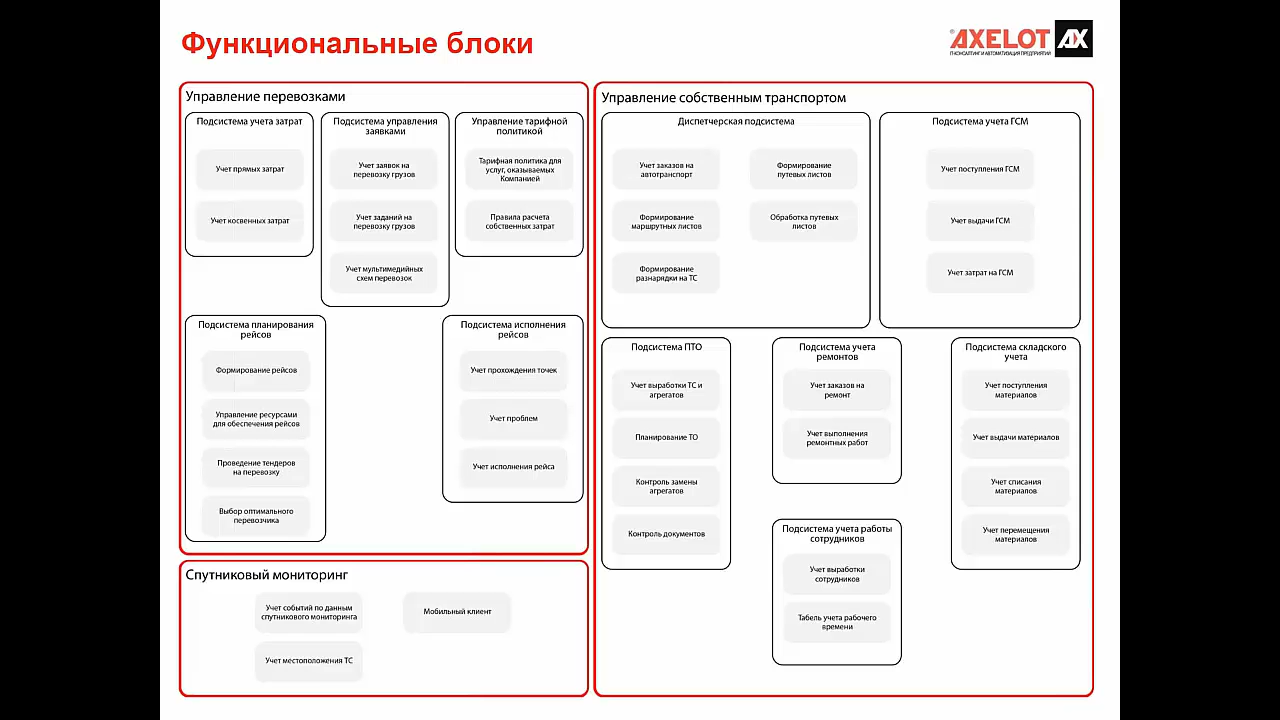 Функциональные блоки
AXELOT AX
IT-КОНСАЛТИНГ И АВТОМАТИЗАЦИЯ ПРЕДПРИЯТИЙ
Управление перевозками
Подсистема учета затрат
Учет прямых затрат
Учет косвенных затрат
Подсистема управления
заявками
Учет заявок на
перевозку грузов
Учет заданий на
перевозку грузов
Учет мультимедийных
схем перевозок
Управление тарифной
политикой
Тарифная политика для
услуг, оказываемых
Компанией
Правила расчета
собственных затрат
Подсистема планирования
рейсов
Формирование рейсов
Управление ресурсами
для обеспечения рейсов
Проведение тендеров
на перевозку
Выбор оптимального
перевозчика
Подсистема исполнения
рейсов
Учет прохождения точек
Учет проблем
Учет исполнения рейса
Спутниковый мониторинг
Учет событий по данным
спутникового мониторинга
Мобильный клиент
Учет местоположения ТС
Управление собственным транспортом
Диспетчерская подсистема
Учет заказов на
автотранспорт
Формирование
маршрутных листов
Формирование
разнарядки на ТС
Формирование
путевых листов
Обработка путевых
листов
Подсистема учета ГСМ
Учет поступления ГСМ
Учет выдачи ГСМ
Учет затрат на ГСМ
Подсистема ПТО
Учет выработки ТС и
агрегатов
Планирование ТО
Контроль замены
агрегатов
Контроль документов
Подсистема учета
ремонтов
Учет заказов на
ремонт
Учет выполнения
ремонтных работ
Подсистема учета работы
сотрудников
Учет выработки
сотрудников
Табель учета рабочего
времени
Подсистема складского
учета
Учет поступления
материалов
Учет выдачи материалов
Учет списания
материалов
Учет перемещения
материалов